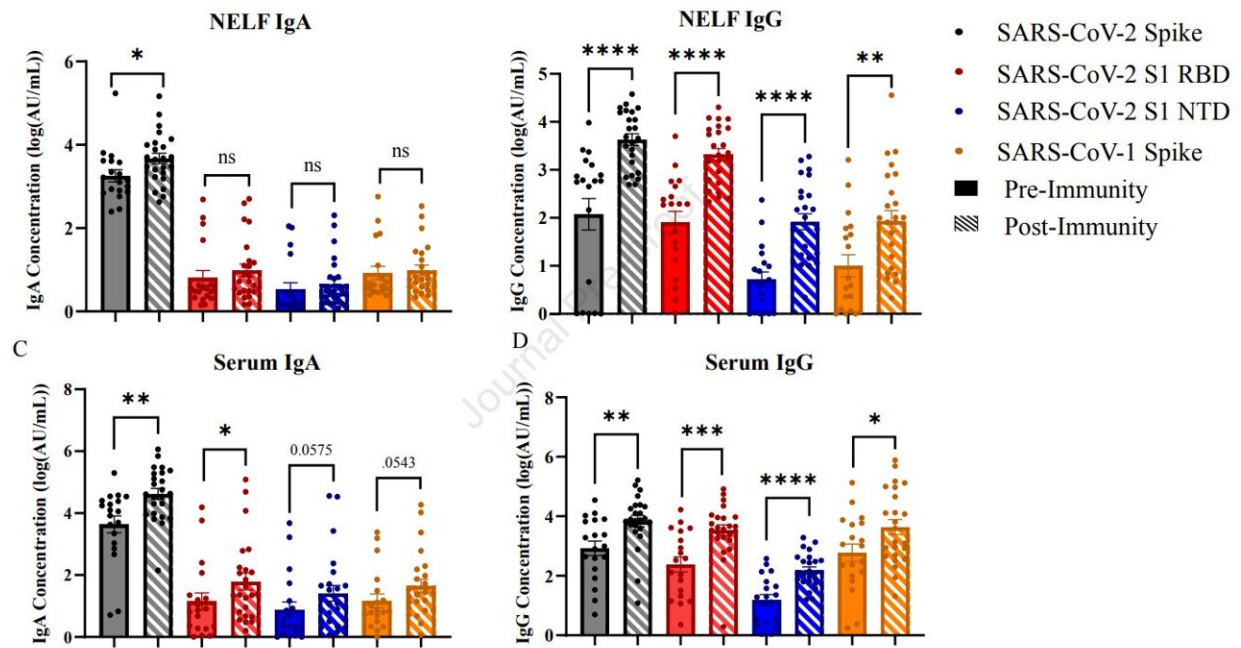 NELF IgA
IgA Concentration (log(AU/mL))
6
4
2
0
*
ns
ns
ns
NELF IgG
IgG Concentration (log(AU/mL))
5
4
3
2
1
0
****
****
****
**
SARS-CoV-2 Spike
SARS-CoV-2 S1 RBD
SARS-CoV-2 S1 NTD
SARS-CoV-1 Spike
Pre-Immunity
Post-Immunity
C
Serum IgA
IgA Concentration (log(AU/mL))
8
6
4
2
0
**
*
0.0575
.0543
D
Serum IgG
IgG Concentration (log(AU/mL))
8
6
4
2
0
**
***
****
*